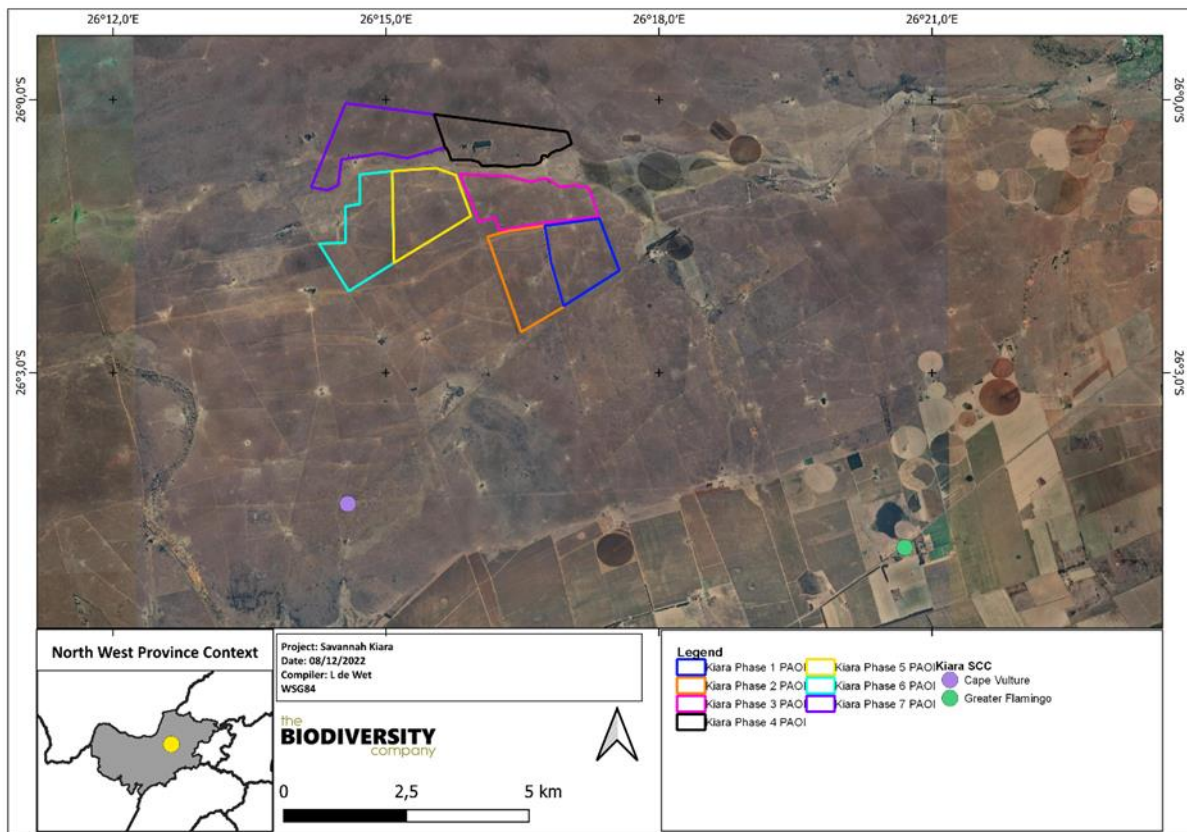 26°12,0'E 26°15,0'E 26°18,0'E 26°21,0'E
26°0,0'S 26°0,0'S
26°3,0'S 26°3,0'S
North West Province Context
Project: Savannah Kiara
Date: 08/12/2022
Compiler: L de Wet
WSG84
the
BIODIVERSITY
company
0 2,5 5 km
Legend
Kiara Phase 1 PAOI
Kiara Phase 2 PAOI
Kiara Phase 3 PAOI
Kiara Phase 4 PAOI
Kiara Phase 5 PAOI
Kiara Phase 6 PAOI
Kiara Phase 7 PAOI
Kiara SCC
Cape Vulture
Greater Flamingo